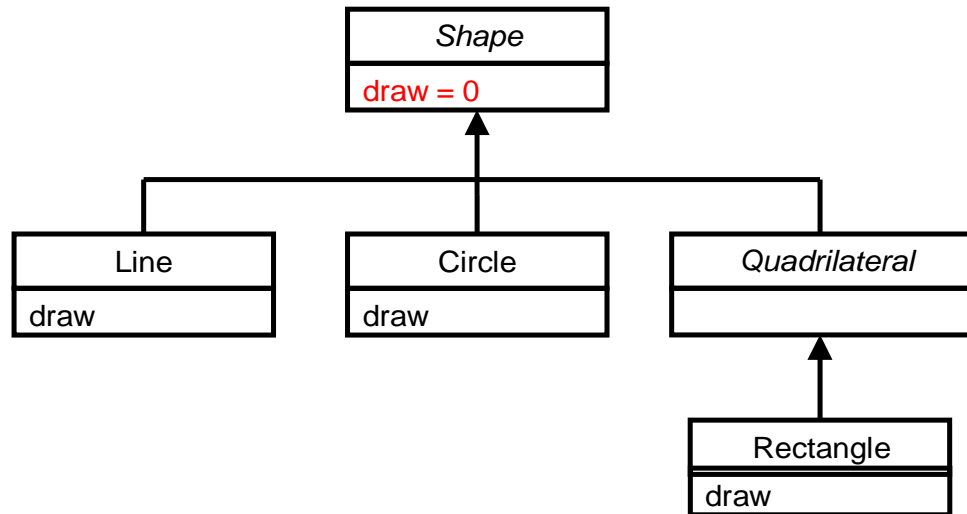 Shape
draw = 0
Line
draw
Circle
draw
Quadrilateral
Rectangle
draw